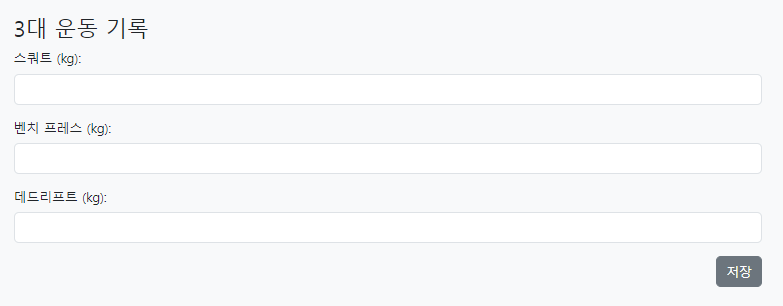 3대 운동 기록
스쿼트 (kg):
벤치 프레스 (kg):
데드리프트 (kg):
저장